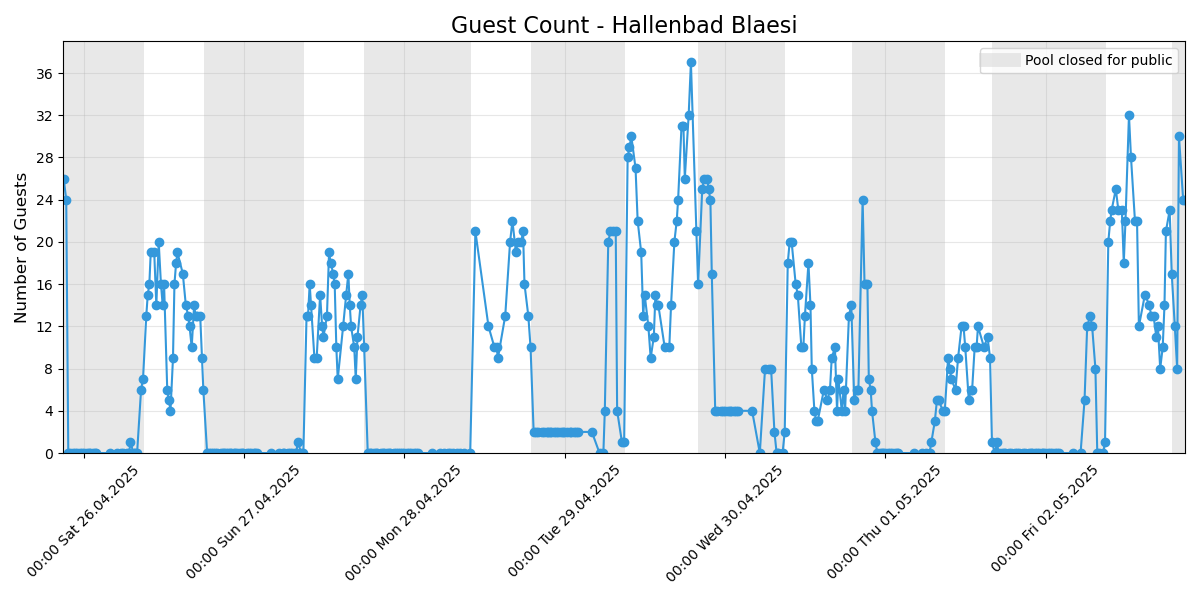 Guest Count - Hallenbad Blaesi
Pool closed for public
Number of Guests
36
32
28
24
20
16
12
8
4
0
00:00 Sat 26.04.2025
00:00 Sun 27.04.2025
00:00 Mon 28.04.2025
00:00 Tue 29.04.2025
00:00 Wed 30.04.2025
00:00 Thu 01.05.2025
00:00 Fri 02.05.2025